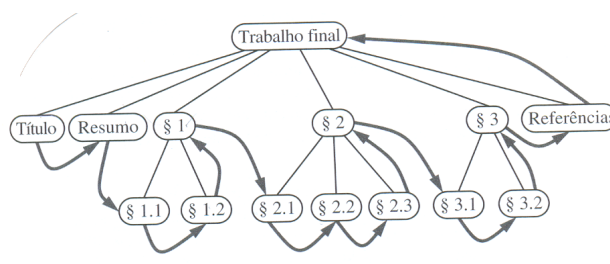 Trabalho final
Título
Resumo
§ 1
§ 2
§ 3
Referências
§ 1.1
§ 1.2
§ 2.1
§ 2.2
§ 2.3
§ 3.1
§ 3.2